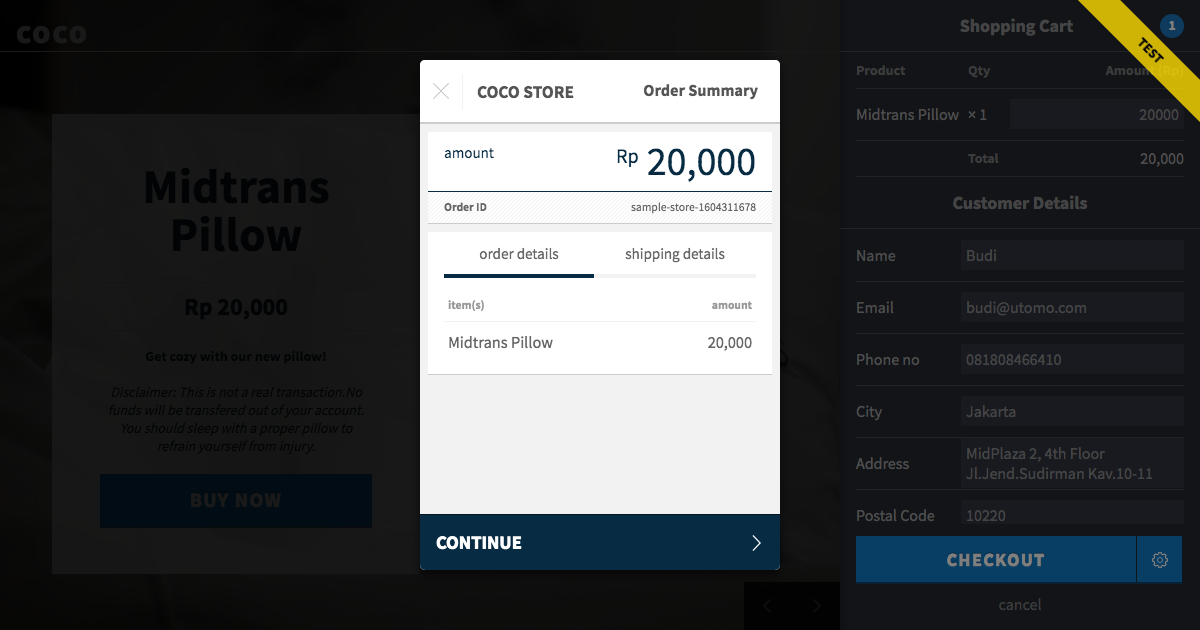 COCO
Midtrans
Pillow
Rp 20,000
Get cozy with our new pillow!
Disclaimer: This is not a real transaction.No
funds will be transfered out of your account.
You should sleep with a proper pillow to
refrain yourself from injury.
BUY NOW
COCO STORE
Order Summary
amount
Rp 20,000
Order ID
sample-store-1604311678
order details
shipping details
item(s)
amount
Midtrans Pillow
20,000
CONTINUE
Shopping Cart
1
TEST
Product
Qty
Amount (Rp)
Midtrans Pillow × 1
20000
Total
20,000
Customer Details
Name
Budi
Email
budi@utomo.com
Phone no
081808466410
City
Jakarta
Address
MidPlaza 2, 4th Floor
Jl.Jend.Sudirman Kav.10-11
Postal Code
10220
CHECKOUT
cancel